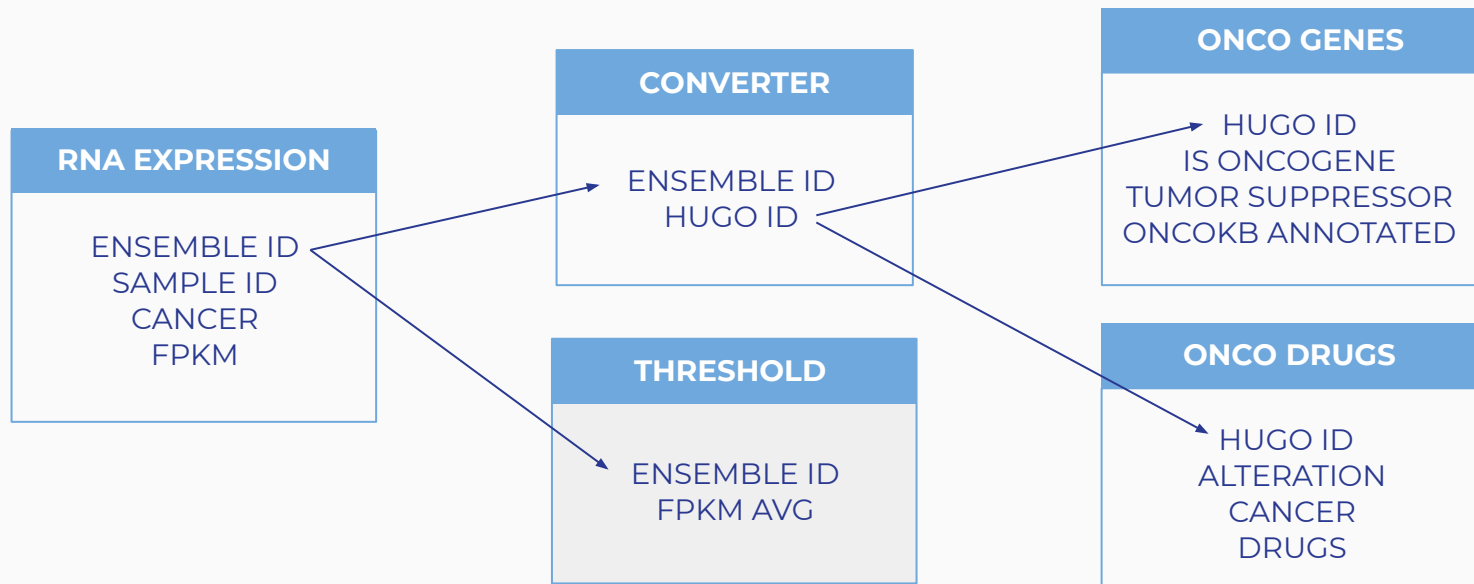 RNA EXPRESSION
ENSEMBLE ID
SAMPLE ID
CANCER
FPKM
CONVERTER
ENSEMBLE ID
HUGO ID
THRESHOLD
ENSEMBLE ID
FPKM AVG
ONCO GENES
HUGO ID
IS ONCOGENE
TUMOR SUPPRESSOR
ONCOKB ANNOTATED
ONCO DRUGS
HUGO ID
ALTERATION
CANCER
DRUGS